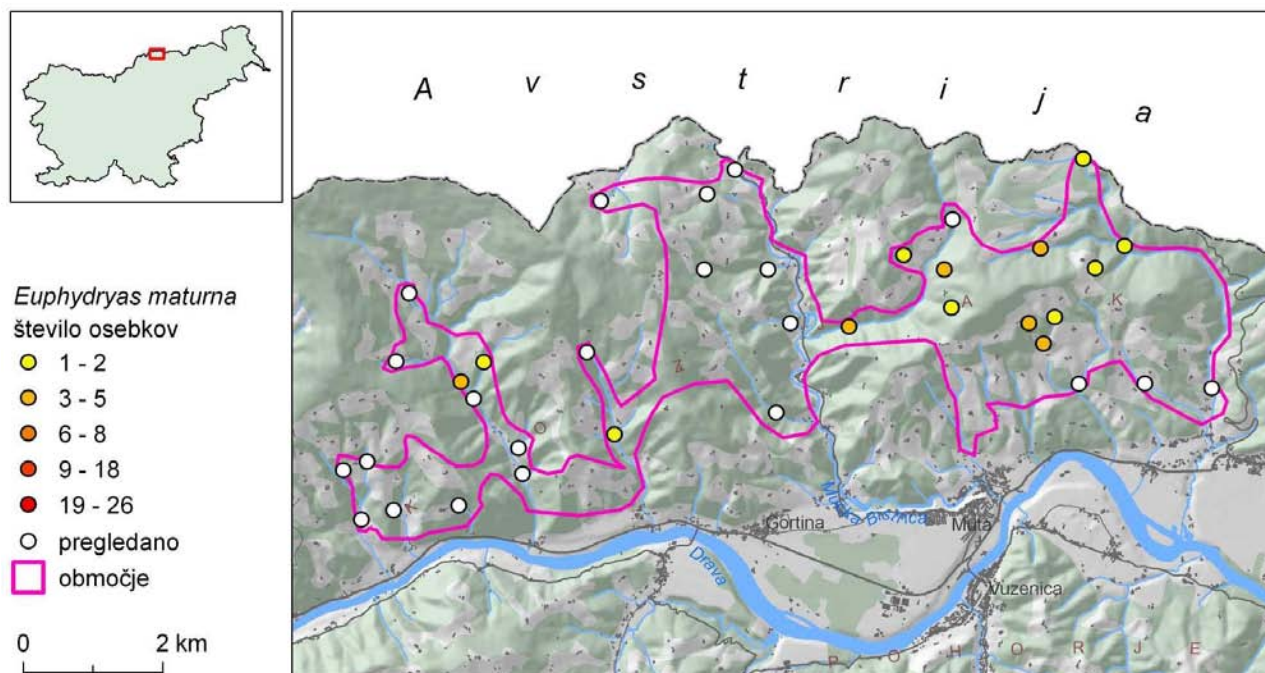 Euphydryas maturna
število osebkov
1 - 2
3 - 5
6 - 8
9 - 18
19 - 26
pregledano
območje
0 2 km
A v s t r i j a
K O Z J A K
Mutska Bistrica
Gortina
Muta
Drava
Vuzenica
P O H O R J E